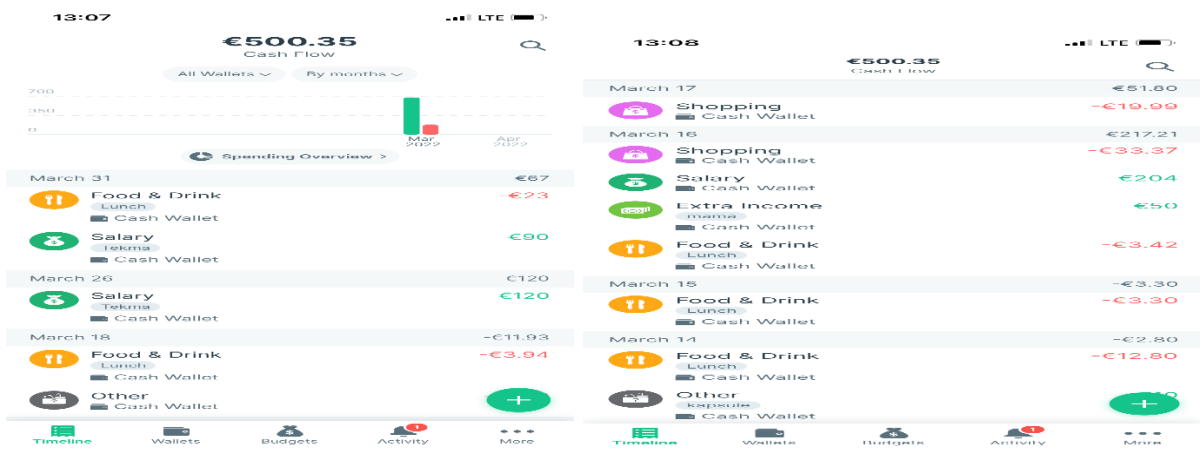 13:07
LTE
€500.35
Cash Flow
All Wallets
By months
700
350
0
Mar
2022
Apr
2022
Spending Overview >
March 31 €67
Food & Drink -€23
Lunch
Cash Wallet
Salary €90
Tekma
Cash Wallet
March 26 €120
Salary €120
Tekma
Cash Wallet
March 18 -€11.93
Food & Drink -€3.94
Lunch
Cash Wallet
Other
Cash Wallet
+
Timeline Wallets Budgets Activity More
1
13:08
LTE
€500.35
Cash Flow
March 17 €51.80
Shopping -€19.99
Cash Wallet
March 16 €217.21
Shopping -€33.37
Cash Wallet
Salary €204
Cash Wallet
Extra Income €50
mama
Cash Wallet
Food & Drink -€3.42
Lunch
Cash Wallet
March 15 -€3.30
Food & Drink -€3.30
Lunch
Cash Wallet
March 14 -€2.80
Food & Drink -€12.80
Lunch
Cash Wallet
Other
kapsule
Cash Wallet
+
Timeline Wallets Budgets Activity More
1